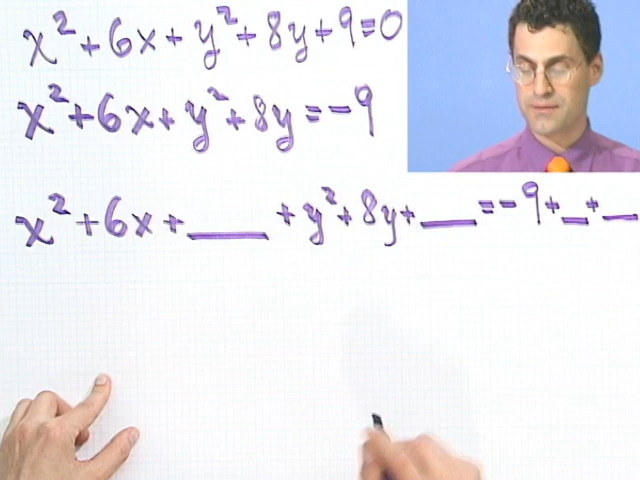 x² + 6x + y² + 8y + 9 = 0
x² + 6x + y² + 8y = -9
x² + 6x + ____ + y² + 8y + ___ = -9 + __ + __